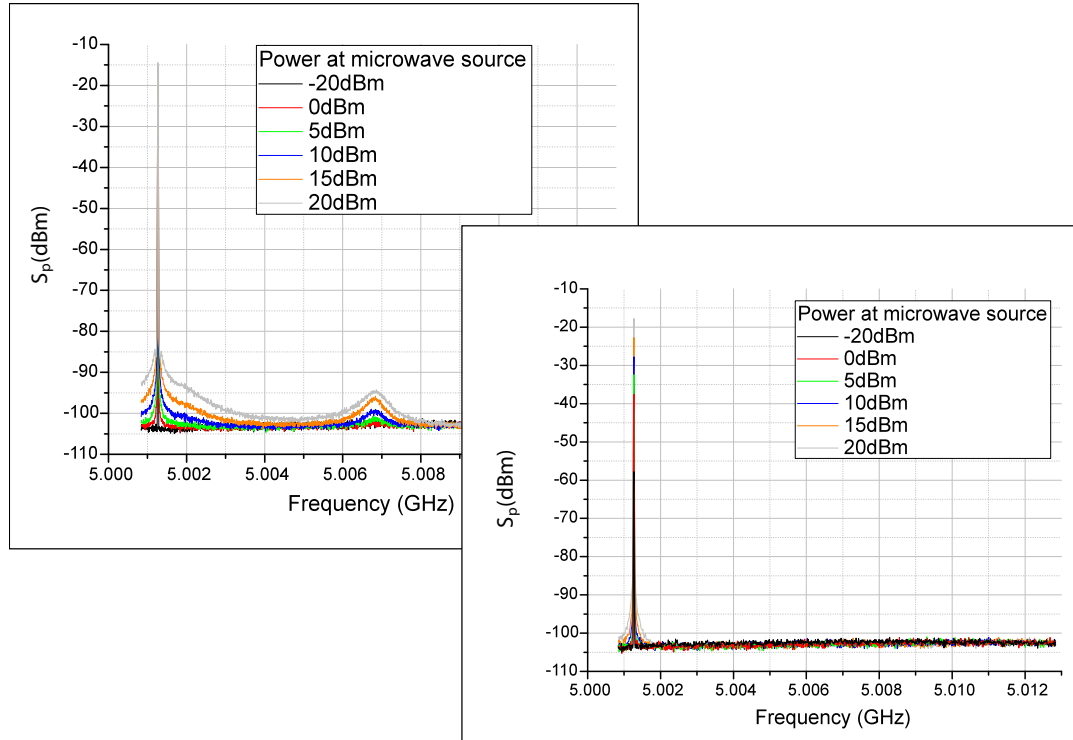 Power at microwave source
-20dBm
0dBm
5dBm
10dBm
15dBm
20dBm
-10
-20
-30
-40
-50
-60
-70
-80
-90
-100
-110
Sp(dBm)
5.000 5.002 5.004 5.006 5.008
Frequency (GHz)
Power at microwave source
-20dBm
0dBm
5dBm
10dBm
15dBm
20dBm
-10
-20
-30
-40
-50
-60
-70
-80
-90
-100
-110
Sp(dBm)
5.000 5.002 5.004 5.006 5.008 5.010 5.012
Frequency (GHz)